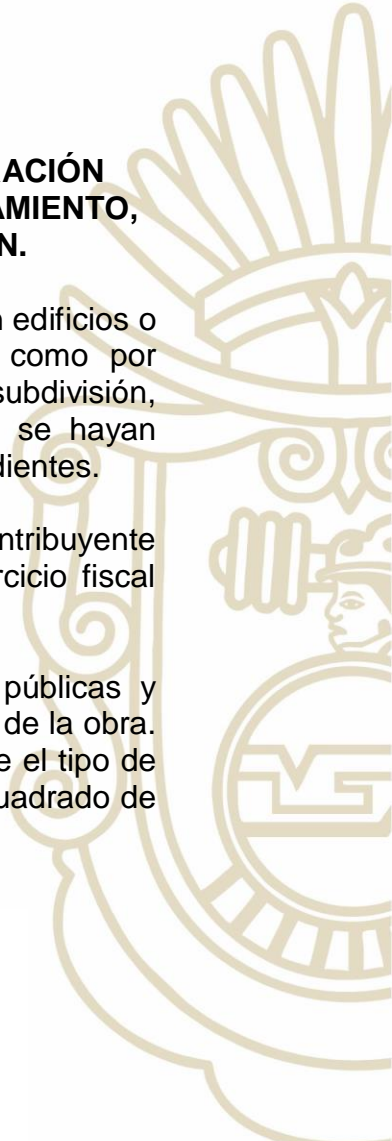 ACIÓN
AMIENTO,
N.
n edificios o
como por
subdivisión,
se hayan
dientes.
ntribuyente
rcicio fiscal
públicas y
de la obra.
e el tipo de
uadrado de